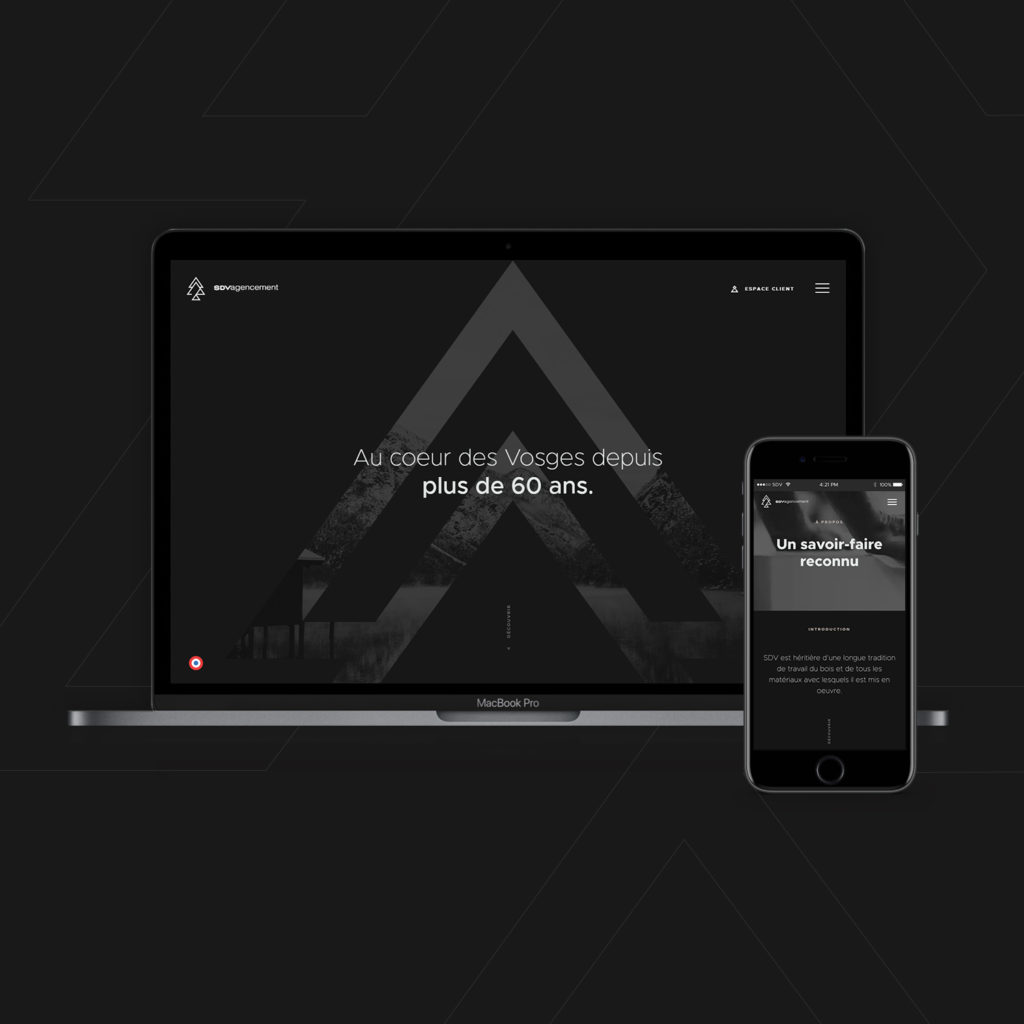 SDVagencement
ESPACE CLIENT
Au coeur des Vosges depuis
plus de 60 ans.
DÉCOUVRIR
MacBook Pro
SDV
4:21 PM
100%
SDVagencement
À PROPOS
Un savoir-faire
reconnu
INTRODUCTION
SDV est héritière d'une longue tradition
de travail du bois et de tous les
matériaux avec lesquels il est mis en
oeuvre.
DÉCOUVRIR